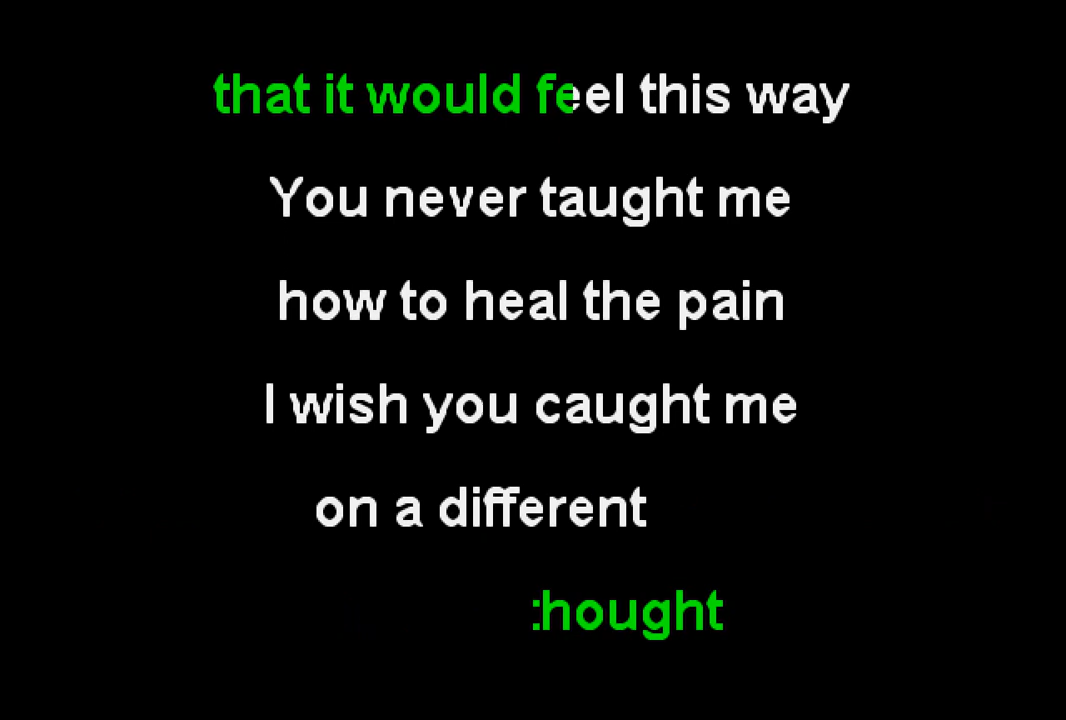 that it would feel this way
You never taught me
how to heal the pain
I wish you caught me
on a different
thought